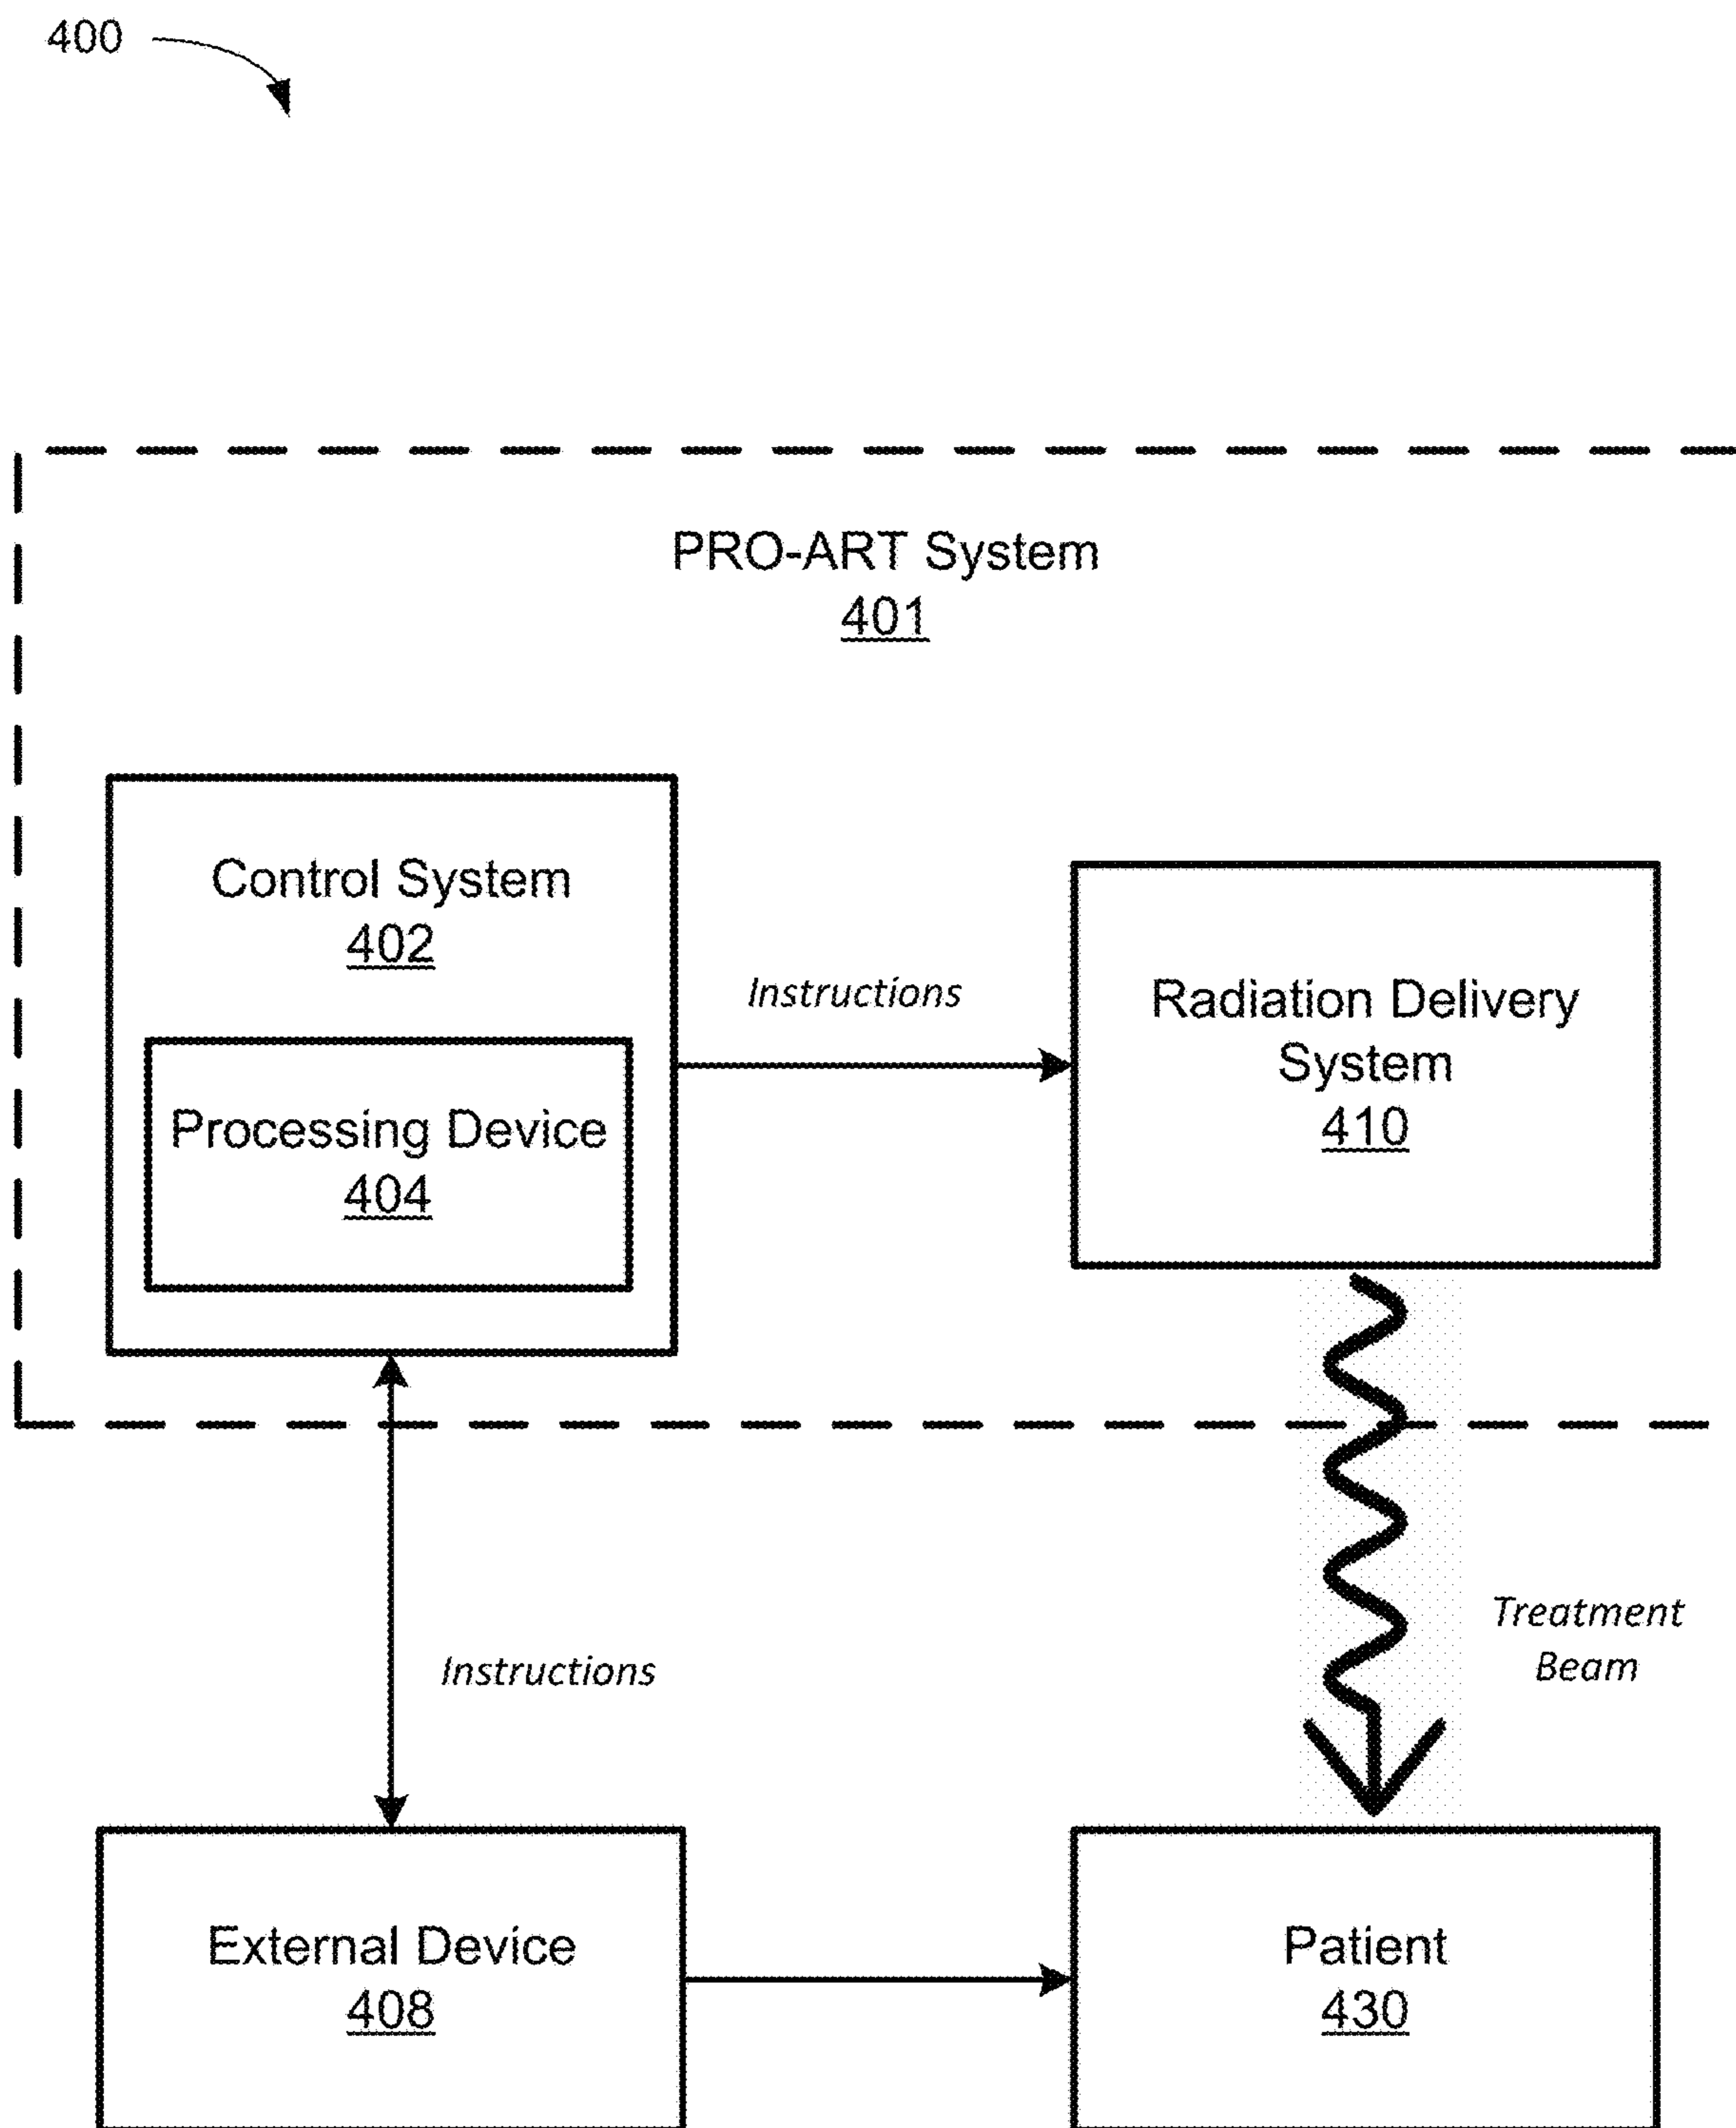 400
PRO-ART System
401
Control System
402
Processing Device
404
Instructions
Radiation Delivery
System
410
Instructions
Treatment
Beam
External Device
408
Patient
430